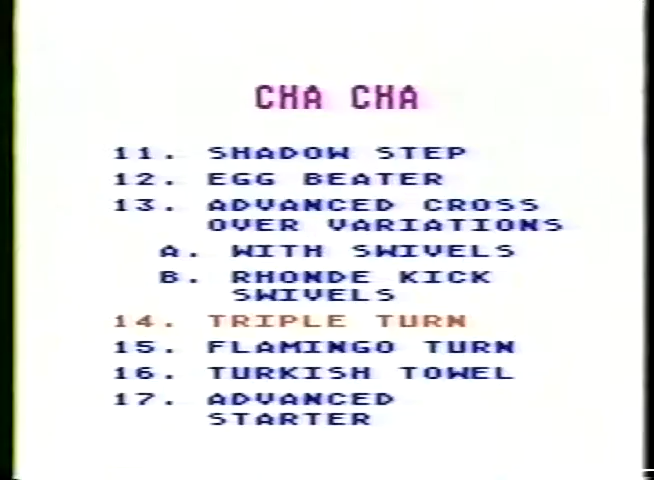 CHA CHA
11. SHADOW STEP
12. EGG BEATER
13. ADVANCED CROSS
OVER VARIATIONS
A. WITH SWIVELS
B. RHONDE KICK
SWIVELS
14. TRIPLE TURN
15. FLAMINGO TURN
16. TURKISH TOWEL
17. ADVANCED
STARTER